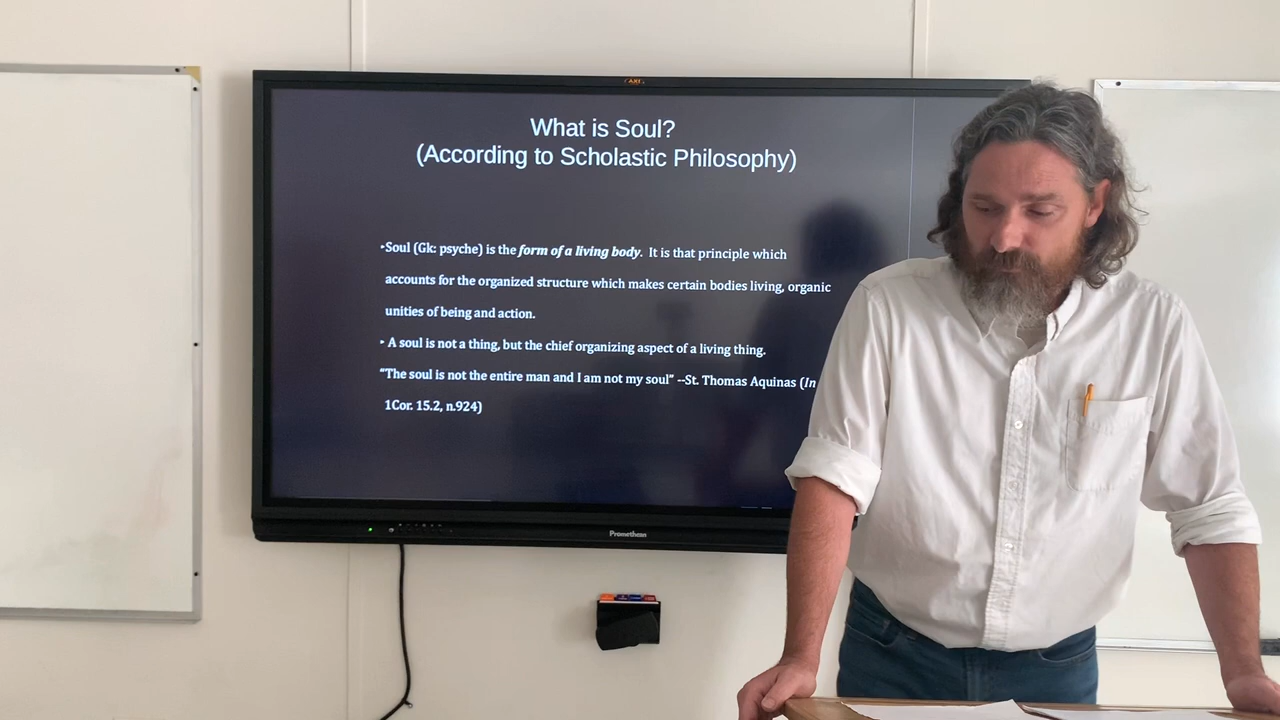 What is Soul?
(According to Scholastic Philosophy)
‣Soul (Gk: psyche) is the form of a living body. It is that principle which
accounts for the organized structure which makes certain bodies living, organic
unities of being and action.
‣ A soul is not a thing, but the chief organizing aspect of a living thing.
“The soul is not the entire man and I am not my soul” --St. Thomas Aquinas (In
1Cor. 15.2, n.924)
Promethean